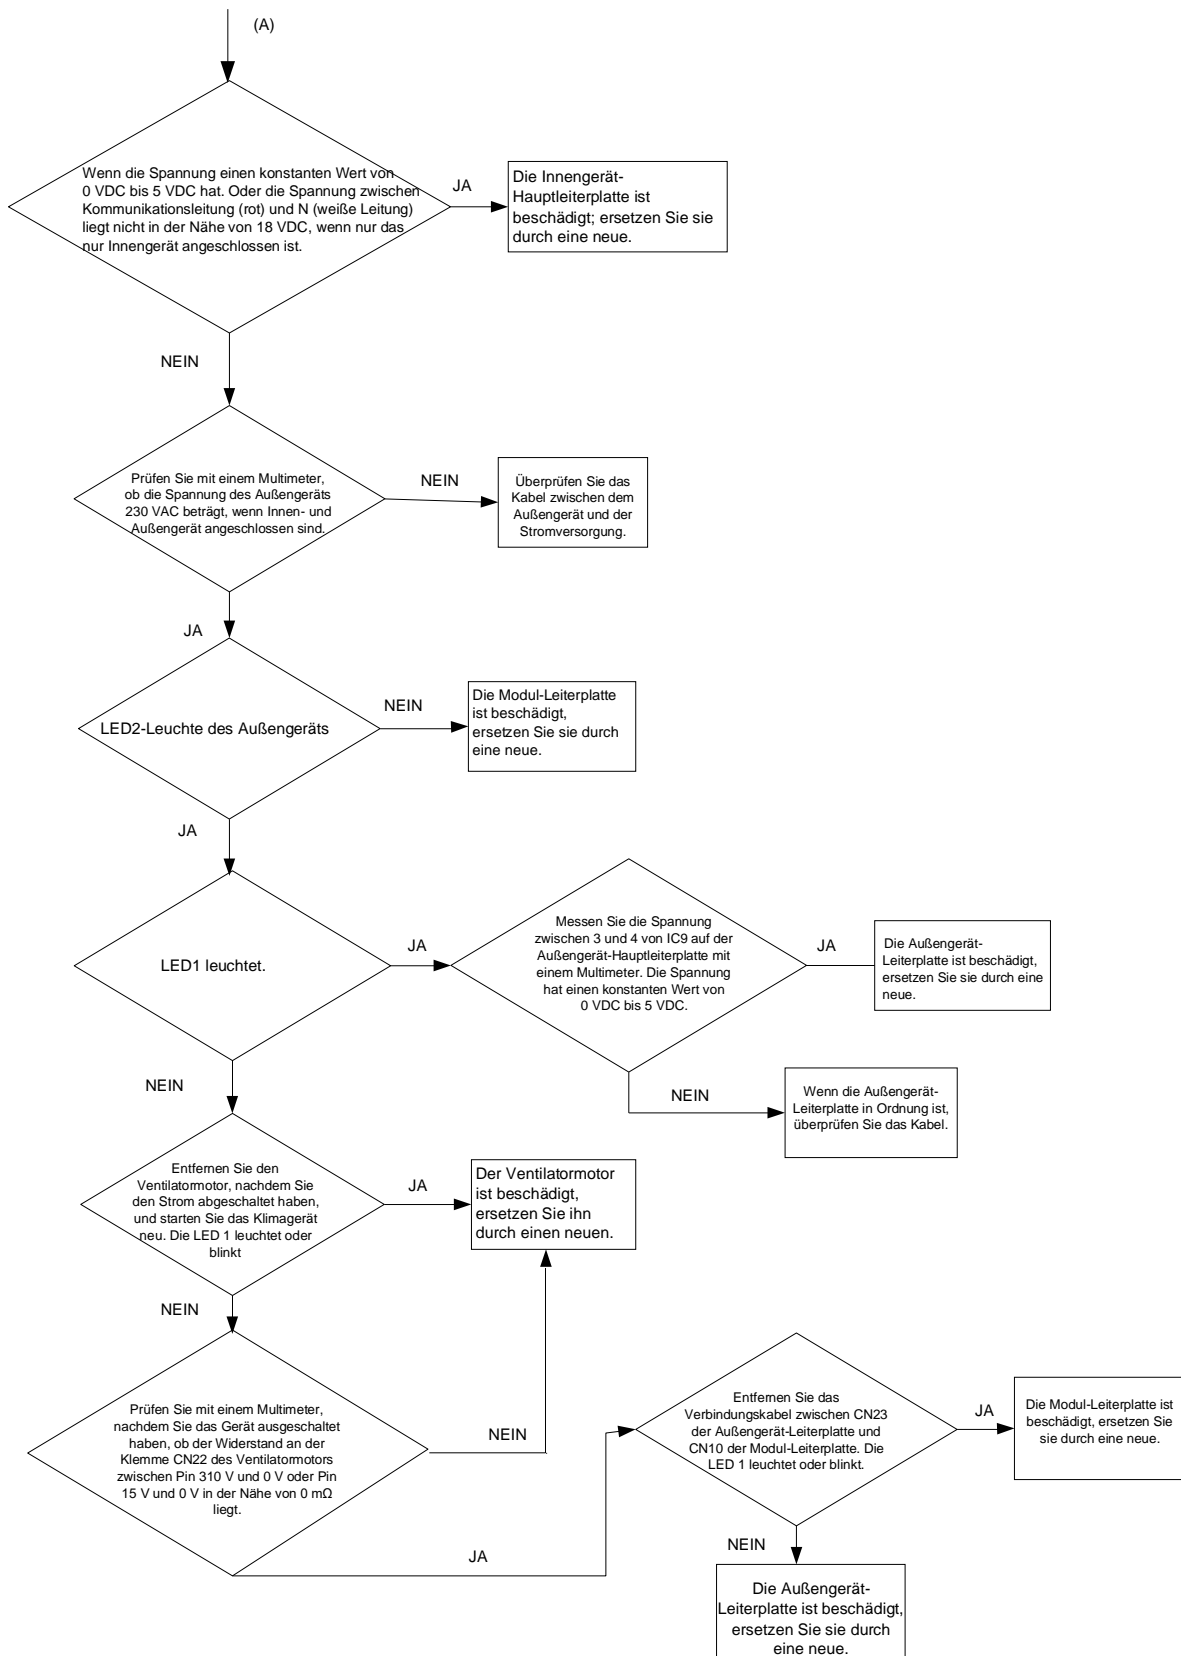 (A)
Wenn die Spannung einen konstanten Wert von
0 VDC bis 5 VDC hat. Oder die Spannung zwischen
Kommunikationsleitung (rot) und N (weiße Leitung)
liegt nicht in der Nähe von 18 VDC, wenn nur das
nur Innengerät angeschlossen ist.
JA
Die Innengerät-
Hauptleiterplatte ist
beschädigt; ersetzen Sie sie
durch eine neue.
NEIN
Prüfen Sie mit einem Multimeter,
ob die Spannung des Außengeräts
230 VAC beträgt, wenn Innen- und
Außengerät angeschlossen sind.
NEIN
Überprüfen Sie das
Kabel zwischen dem
Außengerät und der
Stromversorgung.
JA
LED2-Leuchte des Außengeräts
NEIN
Die Modul-Leiterplatte
ist beschädigt,
ersetzen Sie sie durch
eine neue.
JA
LED1 leuchtet.
JA
Messen Sie die Spannung
zwischen 3 und 4 von IC9 auf der
Außengerät-Hauptleiterplatte mit
einem Multimeter. Die Spannung
hat einen konstanten Wert von
0 VDC bis 5 VDC.
JA
Die Außengerät-
Leiterplatte ist beschädigt,
ersetzen Sie sie durch eine
neue.
NEIN
Wenn die Außengerät-
Leiterplatte in Ordnung ist,
überprüfen Sie das Kabel.
NEIN
Entfernen Sie den
Ventilatormotor, nachdem Sie
den Strom abgeschaltet haben,
und starten Sie das Klimagerät
neu. Die LED 1 leuchtet oder
blinkt
JA
Der Ventilatormotor
ist beschädigt,
ersetzen Sie ihn
durch einen neuen.
NEIN
Prüfen Sie mit einem Multimeter,
nachdem Sie das Gerät ausgeschaltet
haben, ob der Widerstand an der
Klemme CN22 des Ventilatormotors
zwischen Pin 310 V und 0 V oder Pin
15 V und 0 V in der Nähe von 0 mΩ
liegt.
NEIN
JA
Entfernen Sie das
Verbindungskabel zwischen CN23
der Außengerät-Leiterplatte und
CN10 der Modul-Leiterplatte. Die
LED 1 leuchtet oder blinkt.
JA
Die Modul-Leiterplatte ist
beschädigt, ersetzen Sie
sie durch eine neue.
NEIN
Die Außengerät-
Leiterplatte ist beschädigt,
ersetzen Sie sie durch
eine neue.